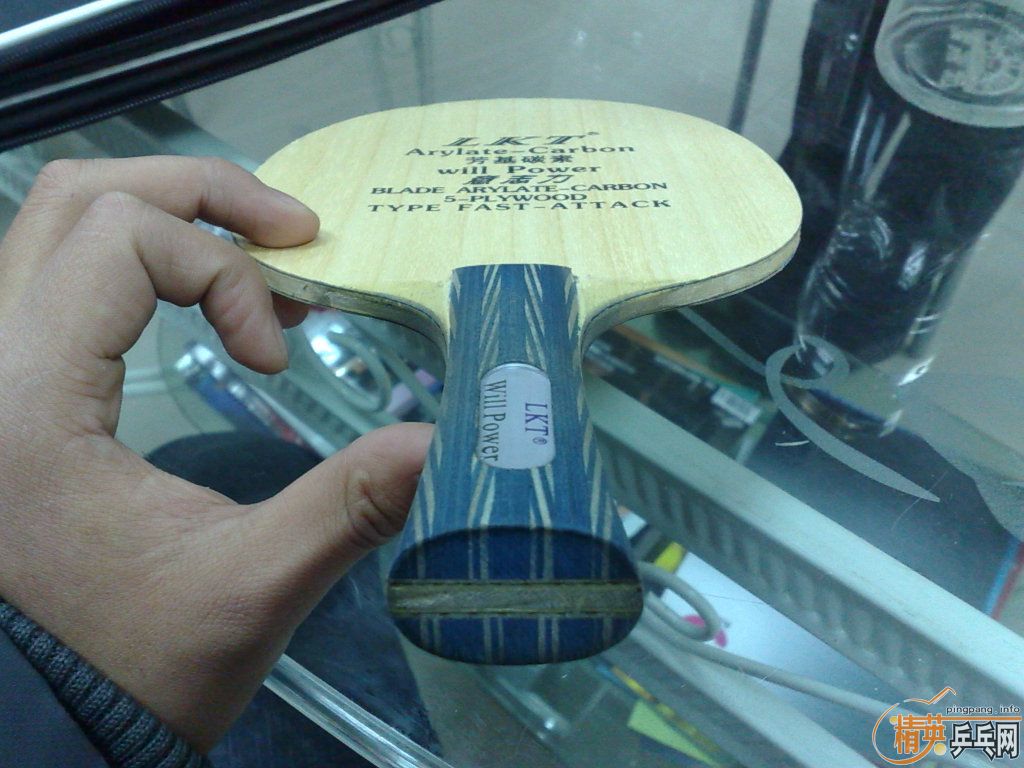 LKT®
Arylate-Carbon
芳基碳素
will Power
意志力
BLADE ARYLATE-CARBON
5-PLYWOOD
TYPE FAST-ATTACK
LKT®
Will Power
pingpang.info
精英乒乓网